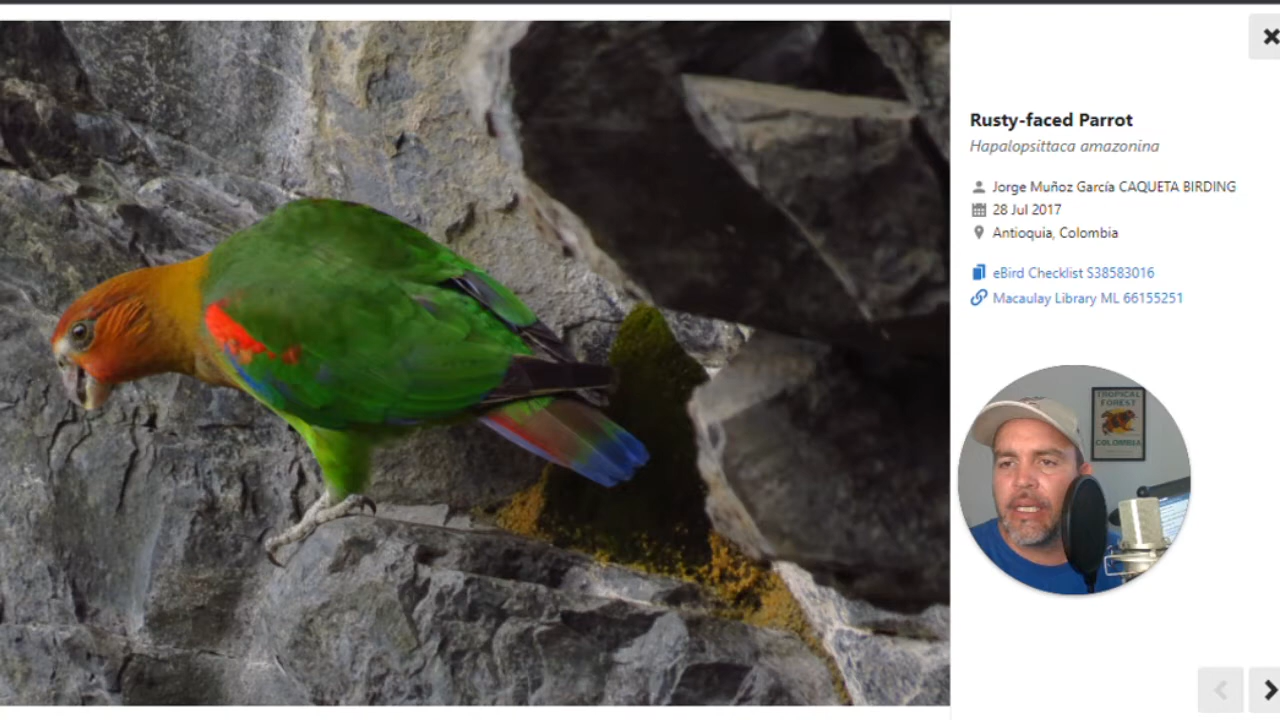 Rusty-faced Parrot
Hapalopsittaca amazonina
Jorge Muñoz García CAQUETA BIRDING
28 Jul 2017
Antioquia, Colombia
eBird Checklist S38583016
Macaulay Library ML 66155251
TROPICAL
FOREST
COLOMBIA